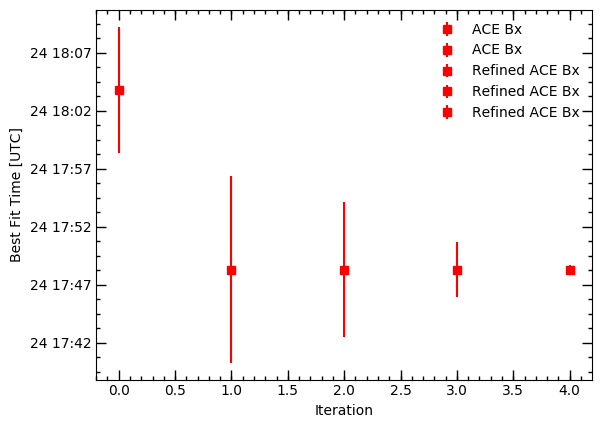 ACE Bx
ACE Bx
Refined ACE Bx
Refined ACE Bx
Refined ACE Bx
24 18:07
24 18:02
24 17:57
24 17:52
24 17:47
24 17:42
Best Fit Time [UTC]
0.0 0.5 1.0 1.5 2.0 2.5 3.0 3.5 4.0
Iteration